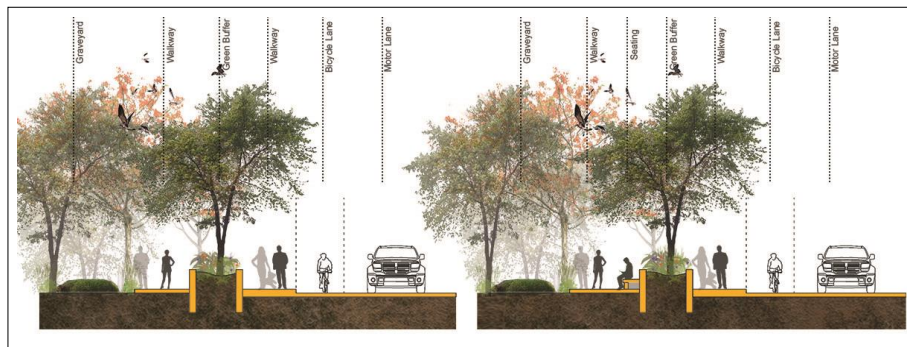 Graveyard
Walkway
Green Buffer
Walkway
Bicycle Lane
Motor Lane
Graveyard
Walkway
Seating
Green Buffer
Walkway
Bicycle Lane
Motor Lane